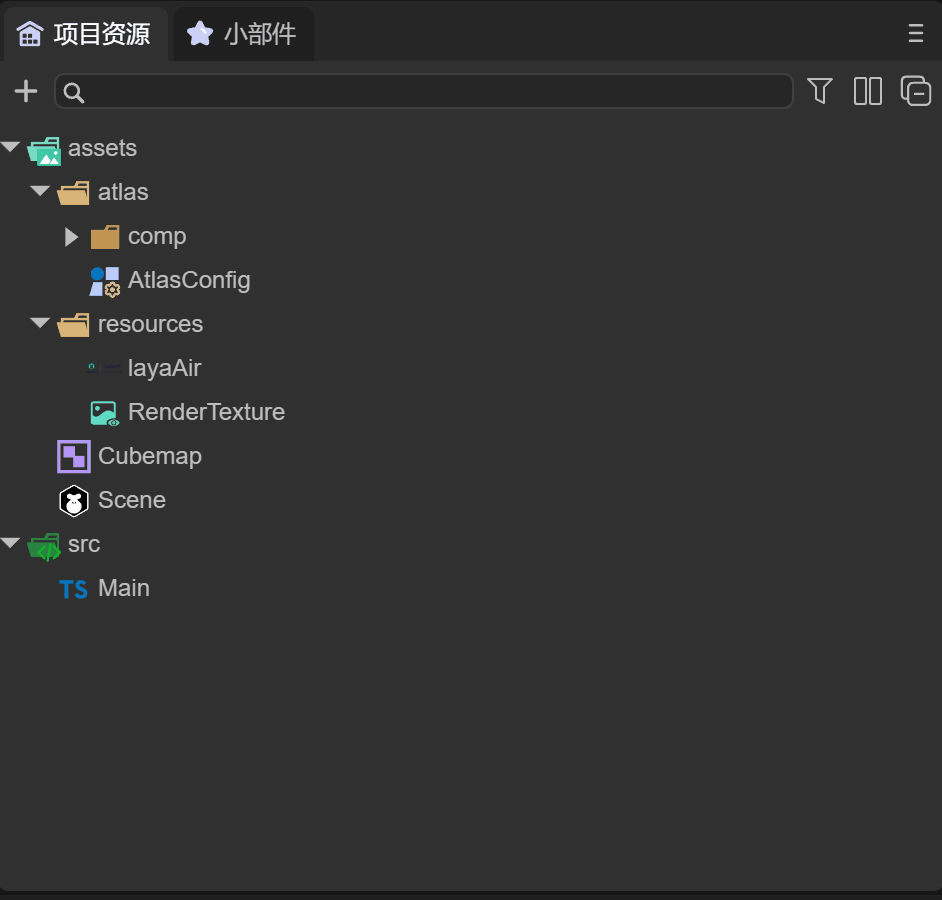 项目资源 小部件
assets
atlas
comp
AtlasConfig
resources
layaAir
RenderTexture
Cubemap
Scene
src
TS Main